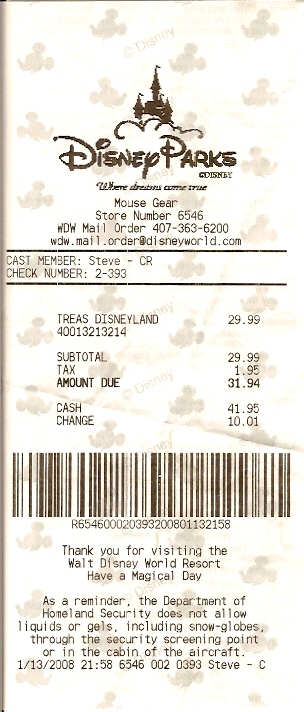 © Disney
Disney Parks
©DISNEY
Where dreams come true
Mouse Gear
Store Number 6546
WDW Mail Order 407-363-6200
wdw.mail.order@disneyworld.com
CAST MEMBER: Steve - CR
CHECK NUMBER: 2-393
TREAS DISNEYLAND 29.99
40013213214
SUBTOTAL 29.99
TAX 1.95
AMOUNT DUE 31.94
© Disney
CASH 41.95
CHANGE 10.01
R654600020393200801132158
Thank you for visiting the
Walt Disney World Resort
Have a Magical Day
As a reminder, the Department of
Homeland Security does not allow
liquids or gels, including snow-globes,
through the security screening point
or in the cabin of the aircraft.
1/13/2008 21:58 6546 002 0393 Steve - C